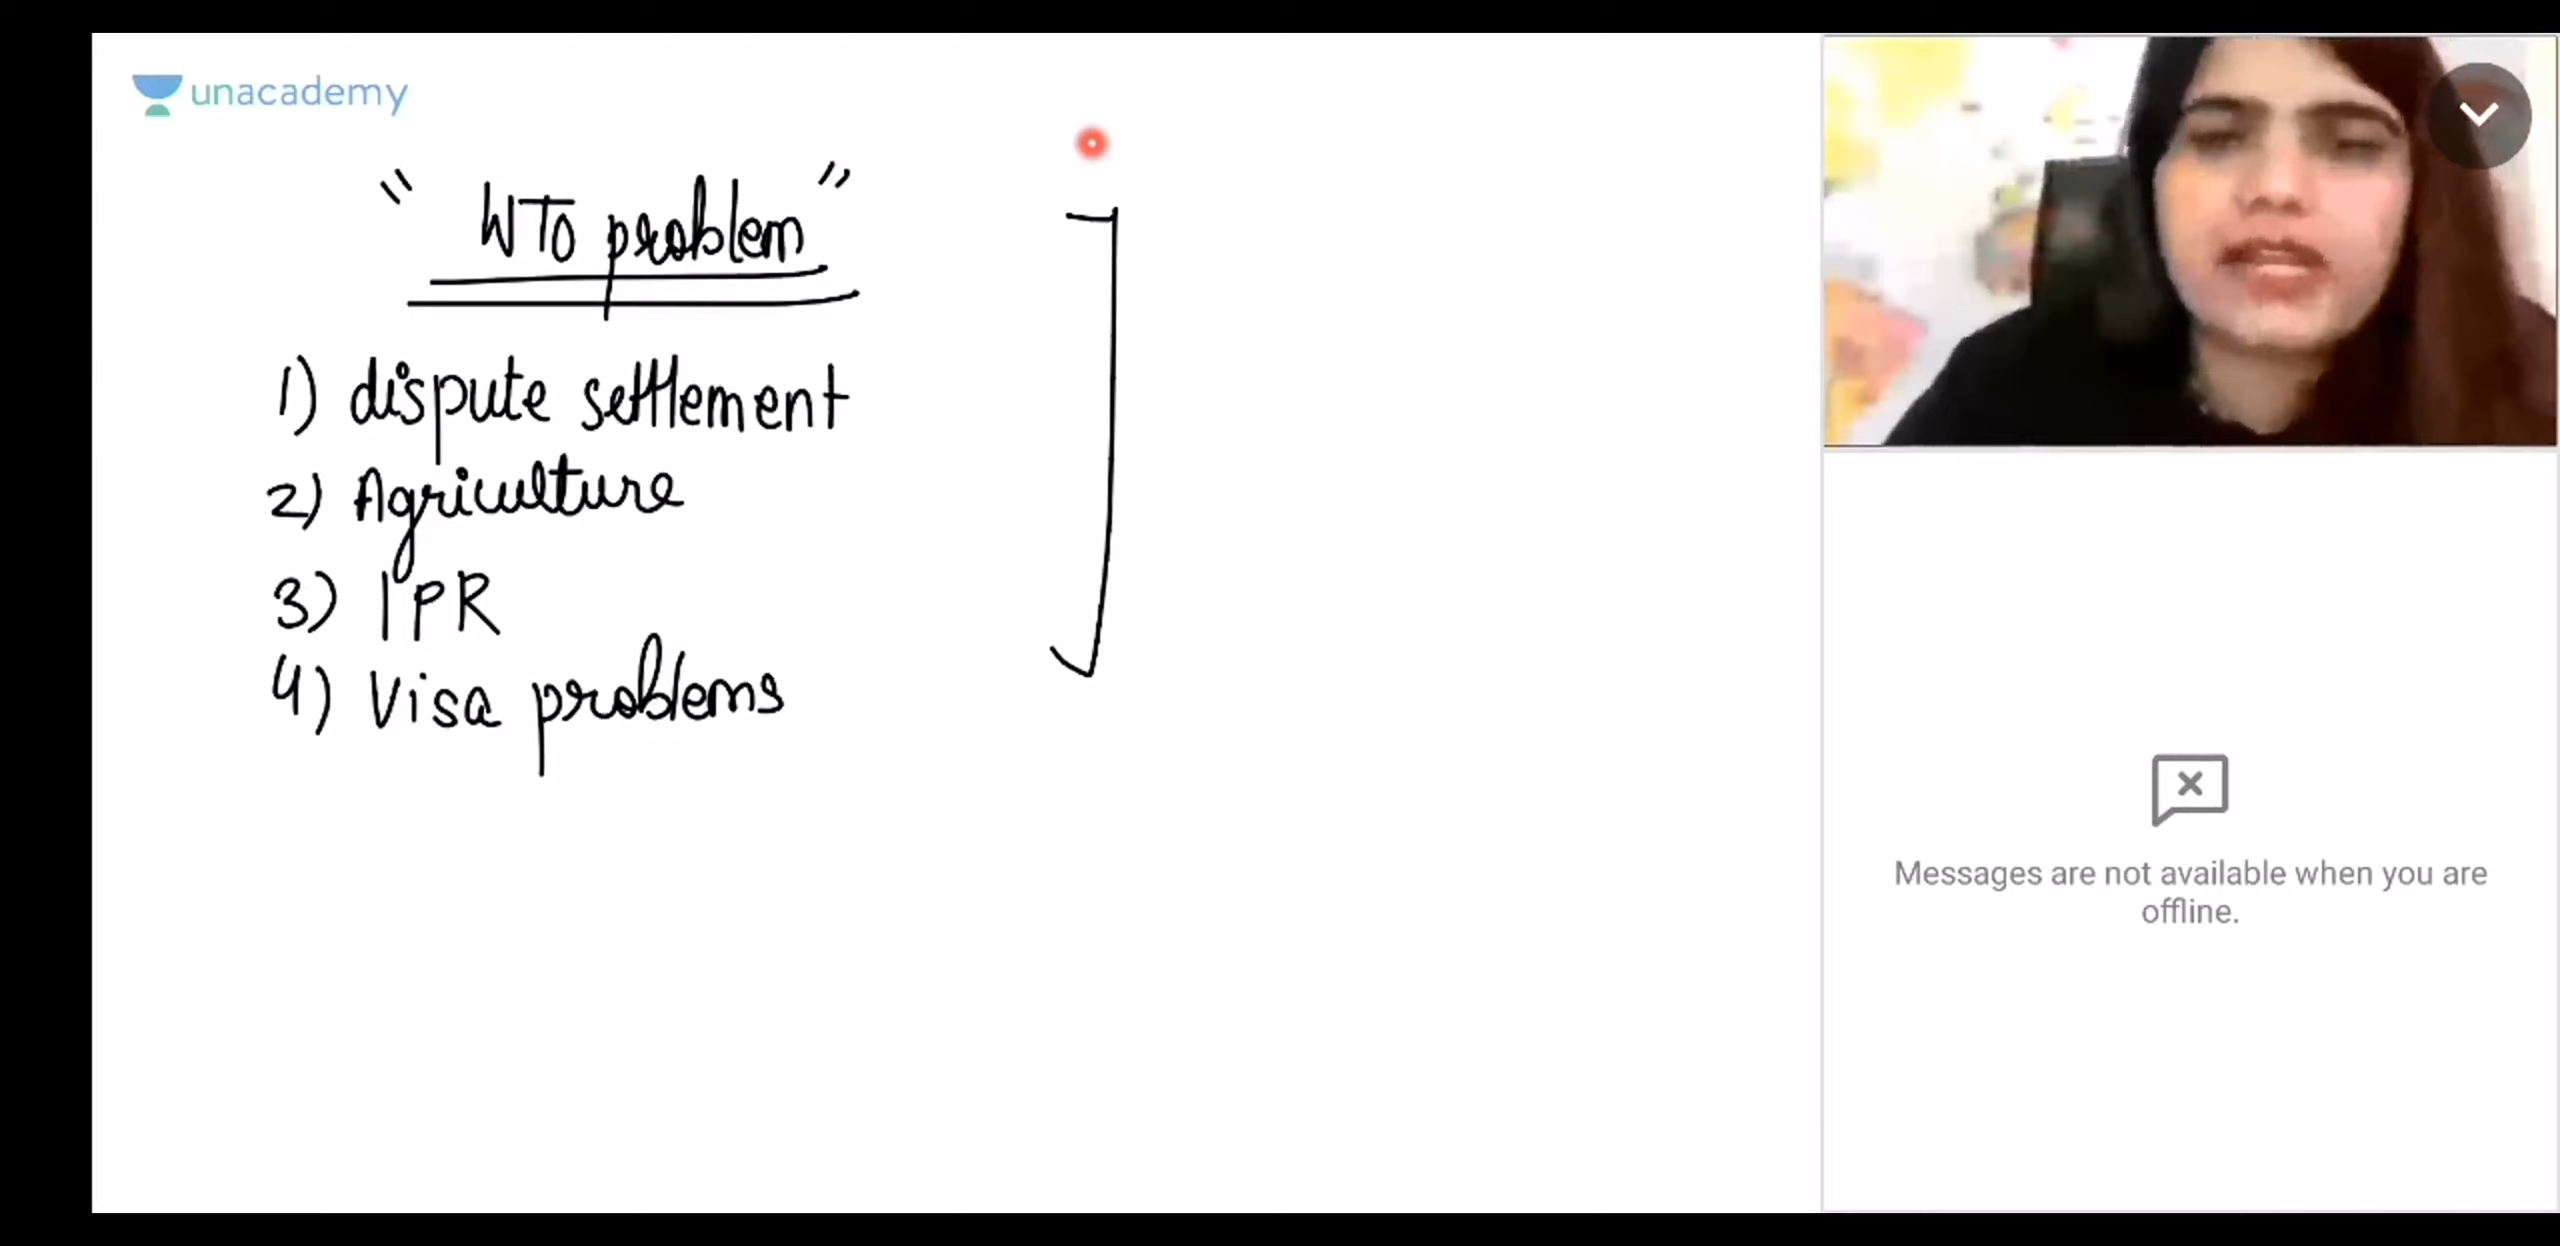 unacademy
" WTO problem "
1) dispute settlement
2) Agriculture
3) IPR
4) Visa problems
Messages are not available when you are
offline.